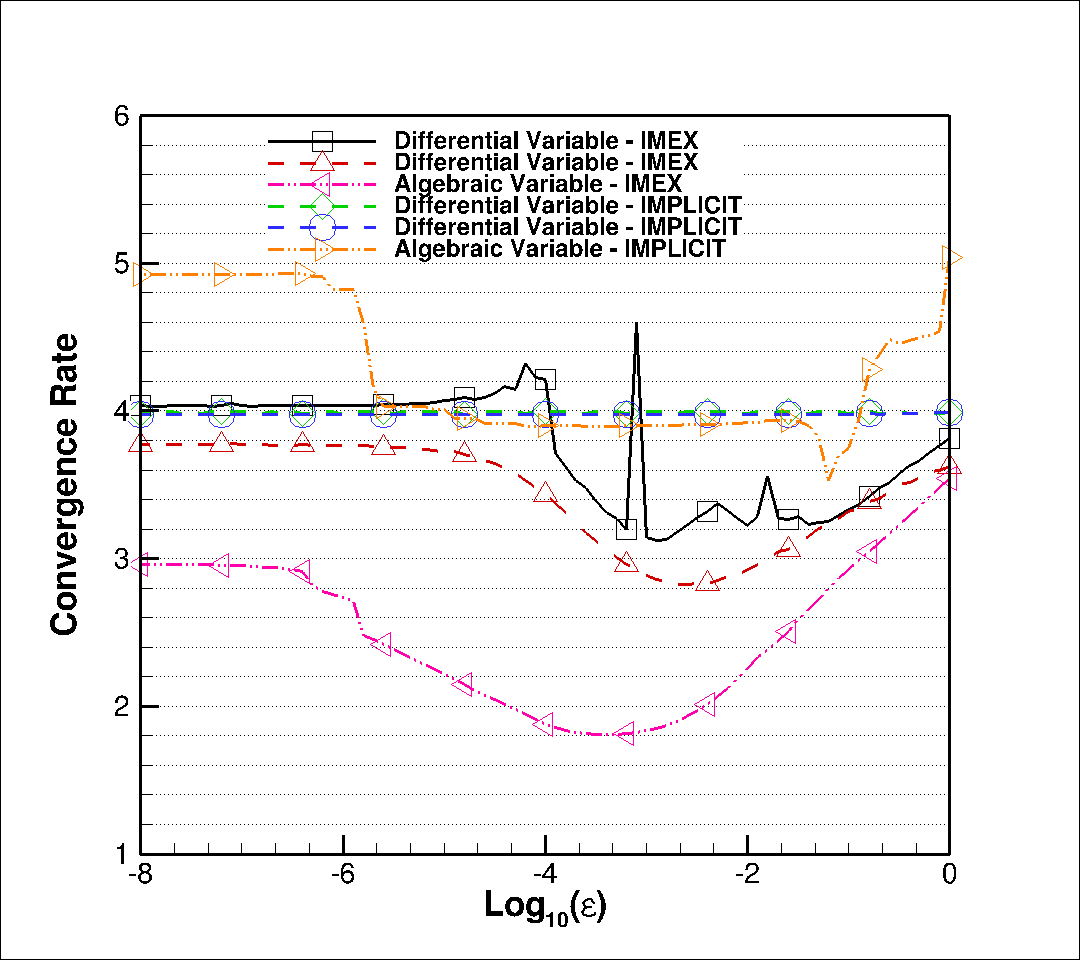 6
Differential Variable - IMEX
Differential Variable - IMEX
Algebraic Variable - IMEX
Differential Variable - IMPLICIT
Differential Variable - IMPLICIT
Algebraic Variable - IMPLICIT
5
4
3
2
1
Convergence Rate
-8 -6 -4 -2 0
Log10(ε)